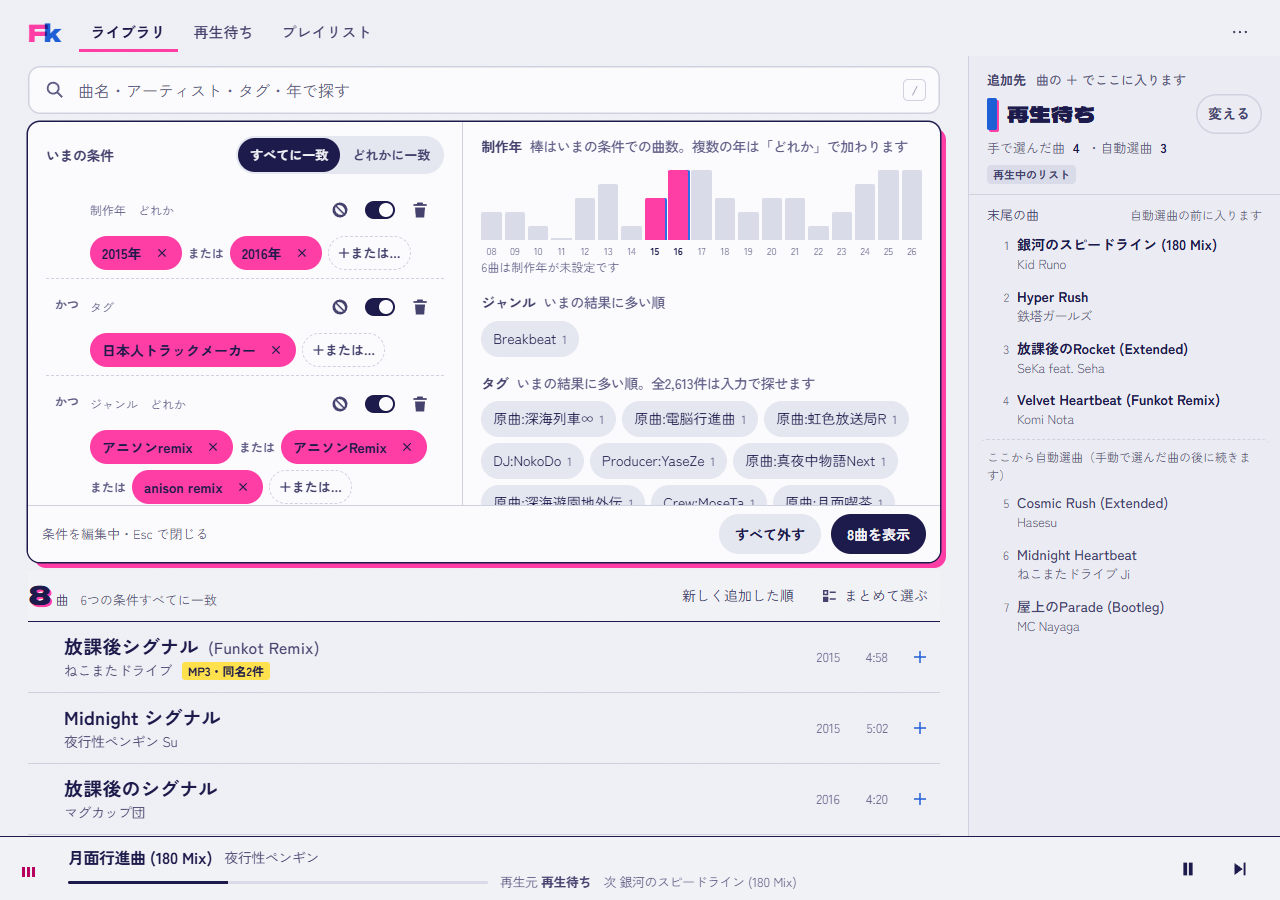 Fk ライブラリ 再生待ち プレイリスト …
曲名・アーティスト・タグ・年で探す /
いまの条件 すべてに一致 どれかに一致
制作年 どれか
2015年 × または 2016年 × ＋または…
かつ タグ
日本人トラックメーカー × ＋または…
かつ ジャンル どれか
アニソンremix × または アニソンRemix ×
または anison remix × ＋または…
制作年 棒はいまの条件での曲数。複数の年は「どれか」で加わります
08 09 10 11 12 13 14 15 16 17 18 19 20 21 22 23 24 25 26
6曲は制作年が未設定です
ジャンル いまの結果に多い順
Breakbeat 1
タグ いまの結果に多い順。全2,613件は入力で探せます
原曲:深海列車∞ 1 原曲:電脳行進曲 1 原曲:虹色放送局R 1
DJ:NokoDo 1 Producer:YaseZe 1 原曲:真夜中物語Next 1
原曲:深海遊園地外伝 1 Crew:MoseTa 1 原曲:月面喫茶 1
条件を編集中・Esc で閉じる すべて外す 8曲を表示
8 曲 6つの条件すべてに一致 新しく追加した順 まとめて選ぶ
放課後シグナル (Funkot Remix)
ねこまたドライブ MP3・同名2件
2015 4:58 ＋
Midnight シグナル
夜行性ペンギン Su
2015 5:02 ＋
放課後のシグナル
マグカップ団
2016 4:20 ＋
追加先 曲の ＋ でここに入ります
再生待ち 変える
手で選んだ曲 4 ・自動選曲 3
再生中のリスト
末尾の曲 自動選曲の前に入ります
1 銀河のスピードライン (180 Mix)
Kid Runo
2 Hyper Rush
鉄塔ガールズ
3 放課後のRocket (Extended)
SeKa feat. Seha
4 Velvet Heartbeat (Funkot Remix)
Komi Nota
ここから自動選曲（手動で選んだ曲の後に続きま
す）
5 Cosmic Rush (Extended)
Hasesu
6 Midnight Heartbeat
ねこまたドライブ Ji
7 屋上のParade (Bootleg)
MC Nayaga
月面行進曲 (180 Mix) 夜行性ペンギン
再生元 再生待ち 次 銀河のスピードライン (180 Mix)